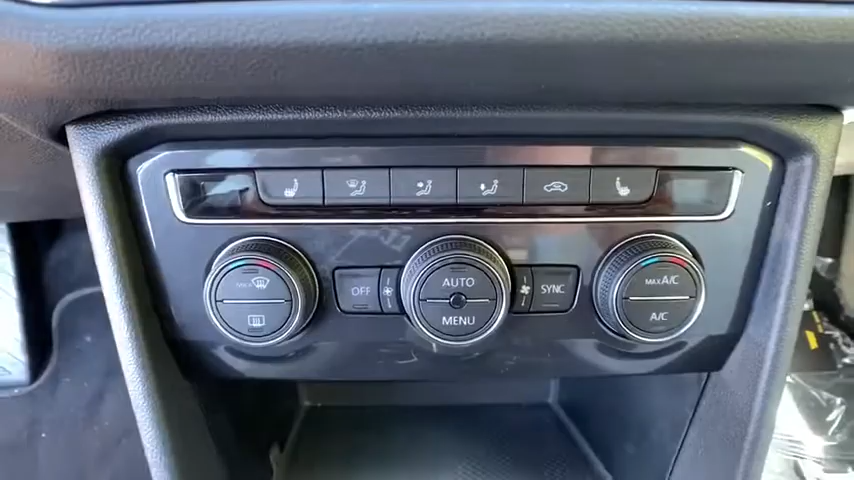 MAX
AUTO
MAX A/C
OFF
SYNC
MENU
A/C